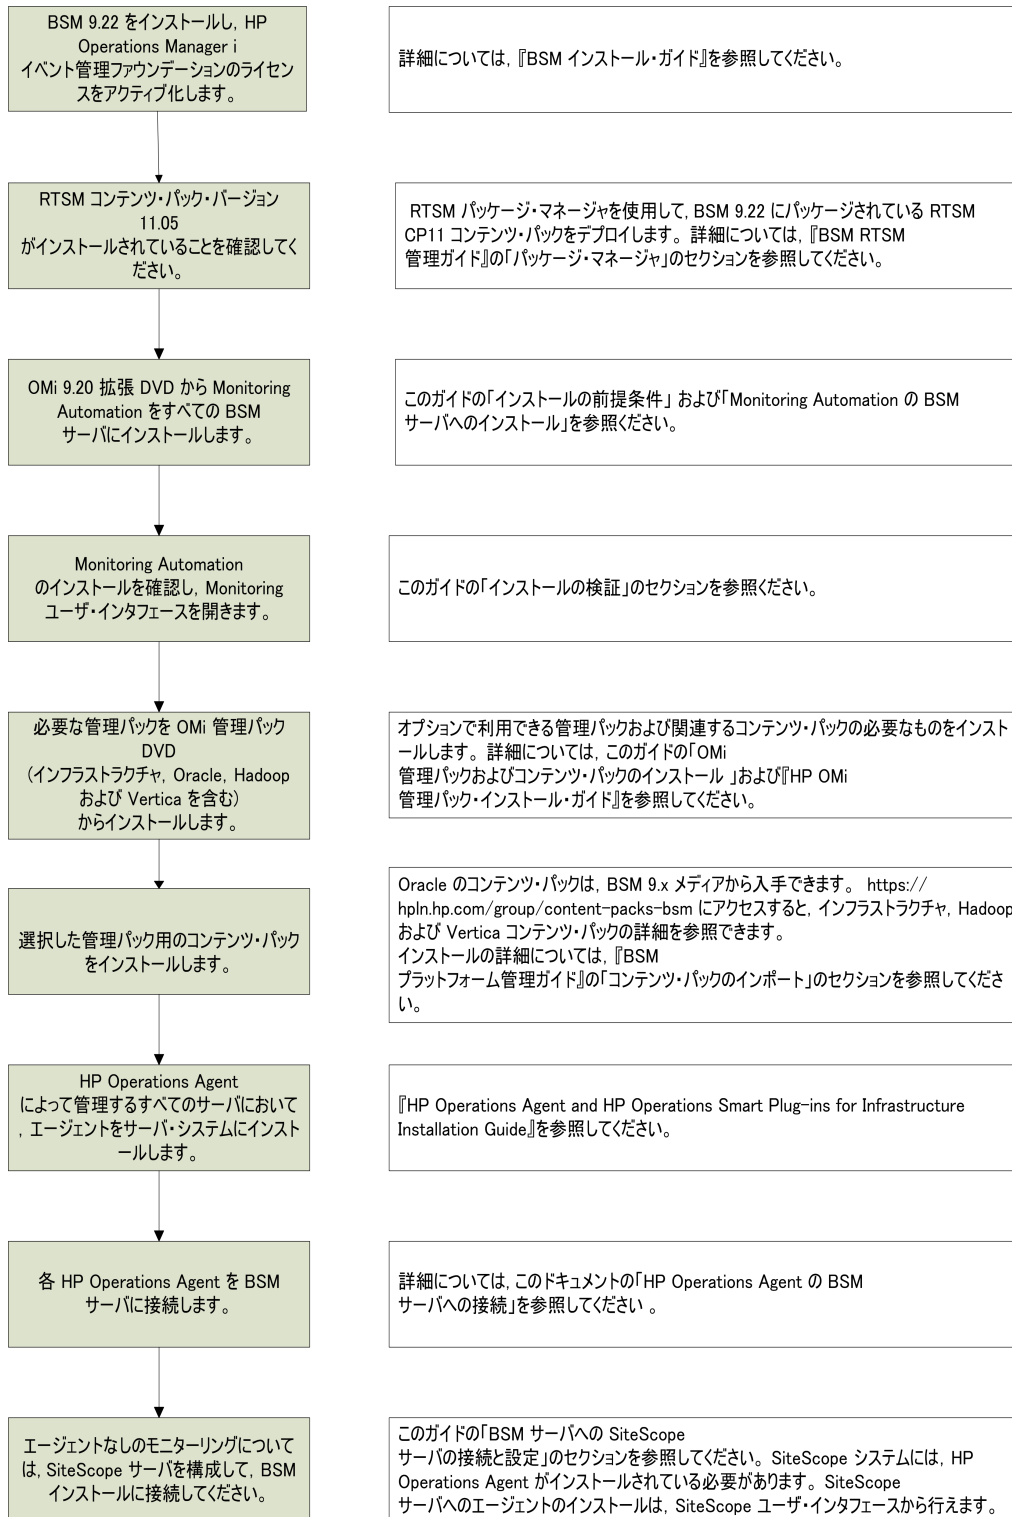 BSM 9.22 をインストールし, HP
Operations Manager i
イベント管理ファウンデーションのライセン
スをアクティブ化します。
詳細については,『BSM インストール・ガイド』を参照してください。
RTSM コンテンツ・パック・バージョン
11.05
がインストールされていることを確認してく
ださい。
RTSM パッケージ・マネージャを使用して, BSM 9.22 にパッケージされている RTSM
CP11 コンテンツ・パックをデプロイします。詳細については,『BSM RTSM
管理ガイド』の「パッケージ・マネージャ」のセクションを参照してください。
OMi 9.20 拡張 DVD から Monitoring
Automation をすべての BSM
サーバにインストールします。
このガイドの「インストールの前提条件」 および「Monitoring Automation の BSM
サーバへのインストール」を参照ください。
Monitoring Automation
のインストールを確認し, Monitoring
ユーザ・インタフェースを開きます。
このガイドの「インストールの検証」のセクションを参照ください。
必要な管理パックを OMi 管理パック
DVD
(インフラストラクチャ, Oracle, Hadoop
および Vertica を含む)
からインストールします。
オプションで利用できる管理パックおよび関連するコンテンツ・パックの必要なものをインスト
ールします。詳細については, このガイドの「OMi
管理パックおよびコンテンツ・パックのインストール 」および『HP OMi
管理パック・インストール・ガイド』を参照してください。
選択した管理パック用のコンテンツ・パック
をインストールします。
Oracle のコンテンツ・パックは, BSM 9.x メディアから入手できます。 https://
hpln.hp.com/group/content-packs-bsm にアクセスすると, インフラストラクチャ, Hadoop
および Vertica コンテンツ・パックの詳細を参照できます。
インストールの詳細については,『BSM
プラットフォーム管理ガイド』の「コンテンツ・パックのインポート」のセクションを参照してくださ
い。
HP Operations Agent
によって管理するすべてのサーバにおいて
, エージェントをサーバ・システムにインスト
ールします。
『HP Operations Agent and HP Operations Smart Plug-ins for Infrastructure
Installation Guide』を参照してください。
各 HP Operations Agent を BSM
サーバに接続します。
詳細については, このドキュメントの「HP Operations Agent の BSM
サーバへの接続」を参照してください 。
エージェントなしのモニターリングについて
は, SiteScope サーバを構成して, BSM
インストールに接続してください。
このガイドの「BSM サーバへの SiteScope
サーバの接続と設定」のセクションを参照してください。SiteScope システムには, HP
Operations Agent がインストールされている必要があります。SiteScope
サーバへのエージェントのインストールは, SiteScope ユーザ・インタフェースから行えます。